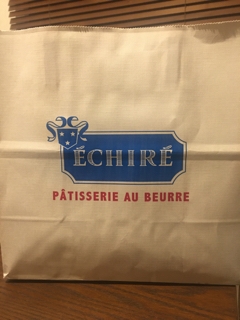 ÉCHIRÉ
PÂTISSERIE AU BEURRE